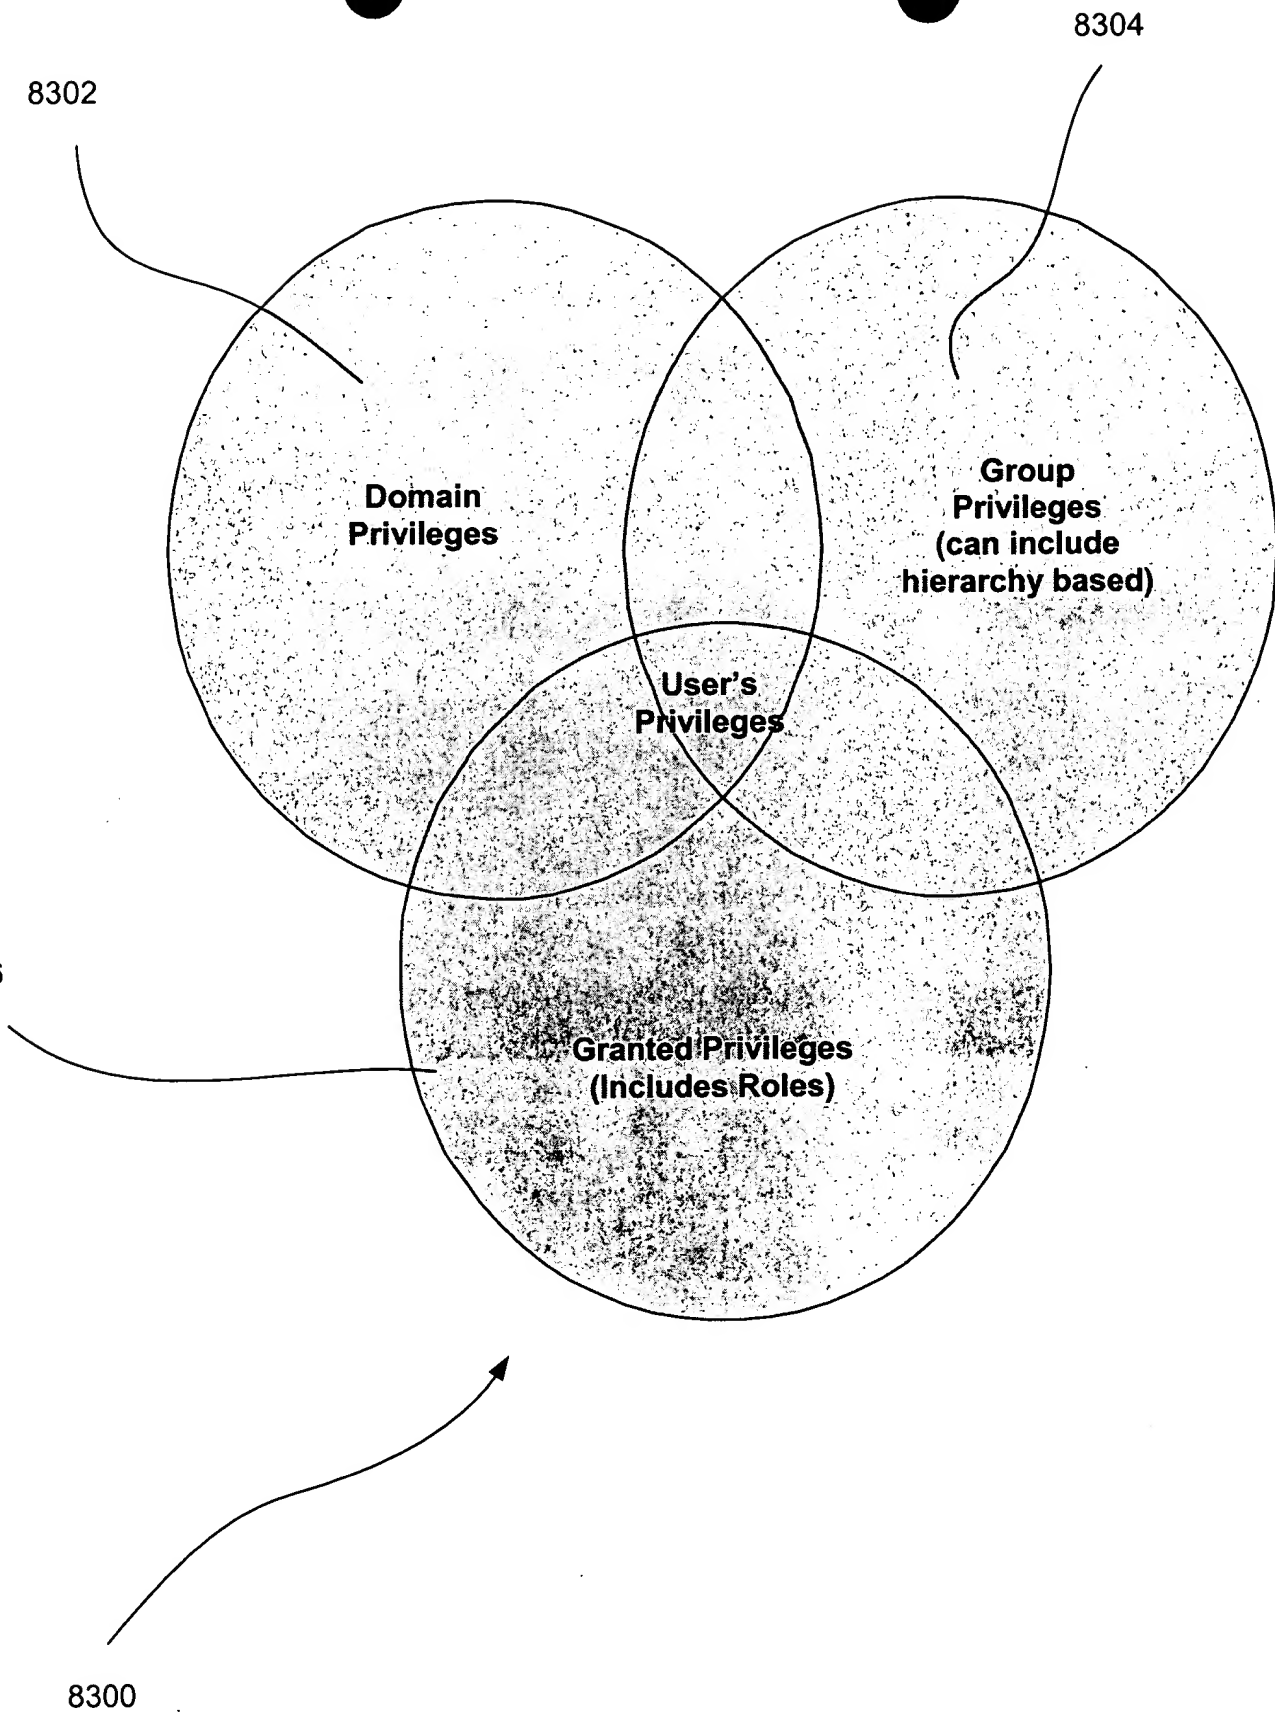 8304
8302
Domain
Privileges
Group
Privileges
(can include
hierarchy based)
User's
Privileges
Granted Privileges
(Includes Roles)
8300